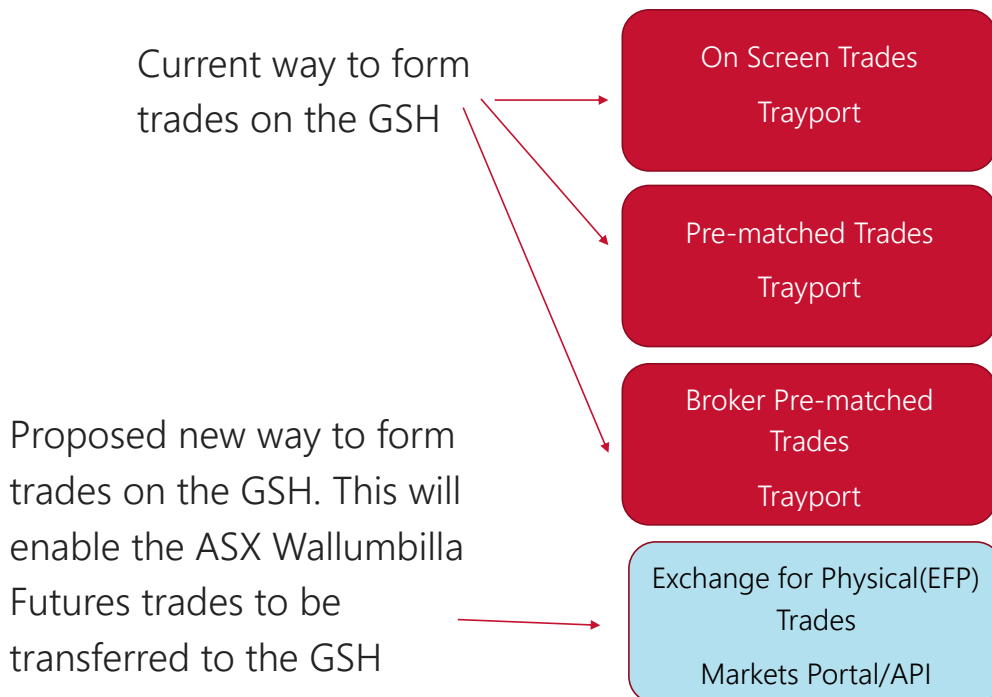 Current way to form
trades on the GSH
On Screen Trades
Trayport
Pre-matched Trades
Trayport
Broker Pre-matched
Trades
Trayport
Proposed new way to form
trades on the GSH. This will
enable the ASX Wallumbilla
Futures trades to be
transferred to the GSH
Exchange for Physical(EFP)
Trades
Markets Portal/API